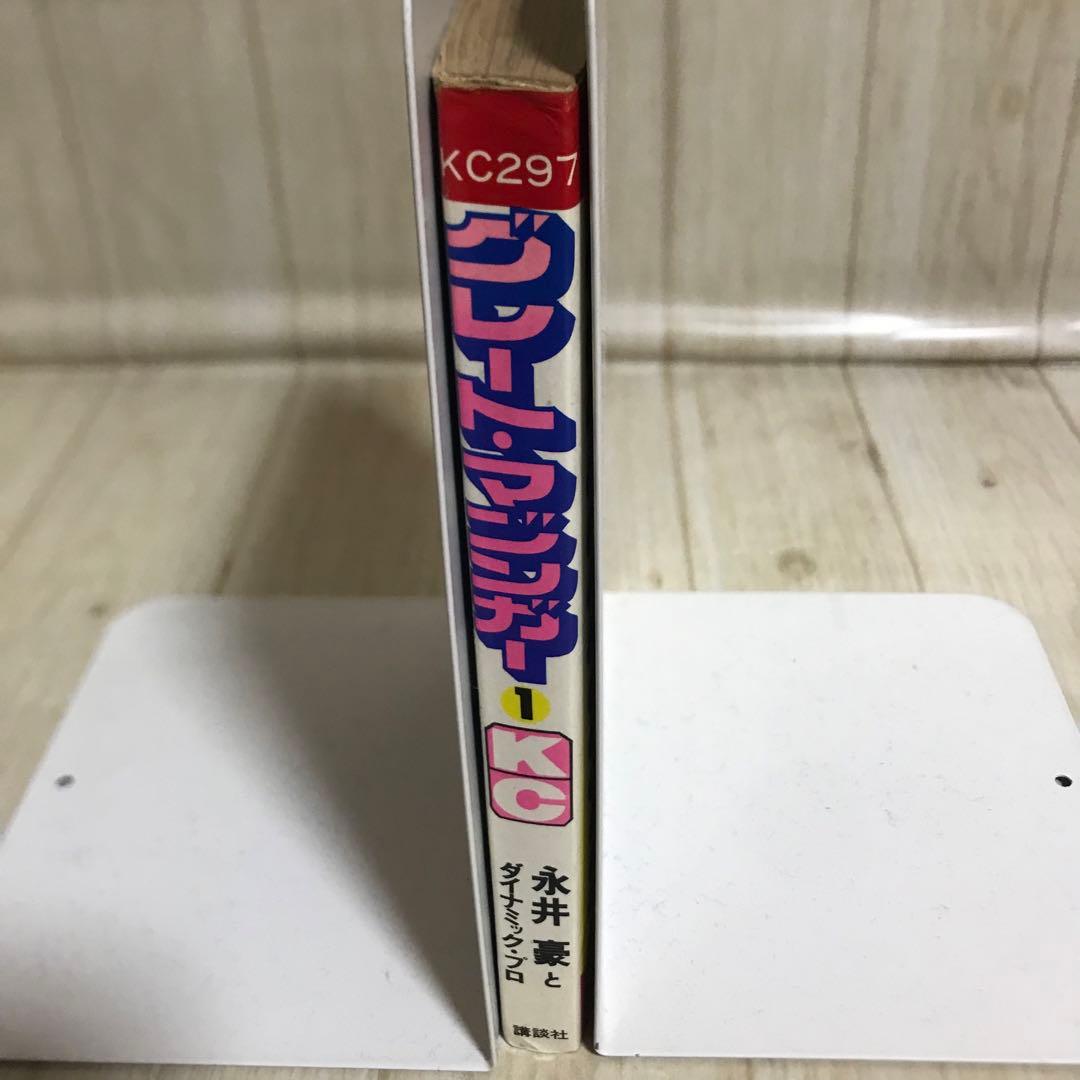 KC297
グレート・マジンガー
1
KC
永井豪と
ダイナミック・プロ
講談社